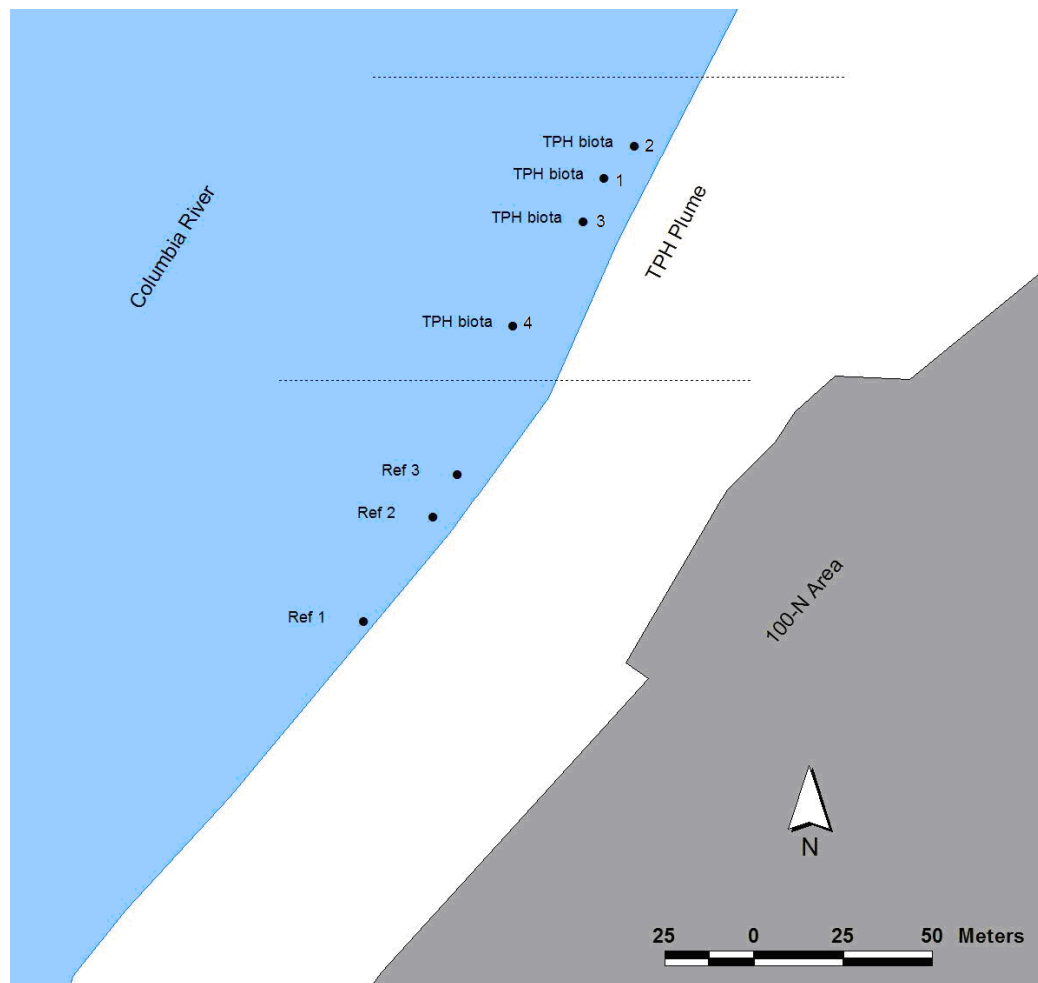 TPH biota 2
TPH biota 1
Columbia River
TPH biota 3
TPH Plume
TPH biota 4
Ref 3
Ref 2
100-N Area
Ref 1
N
25 0 25 50 Meters